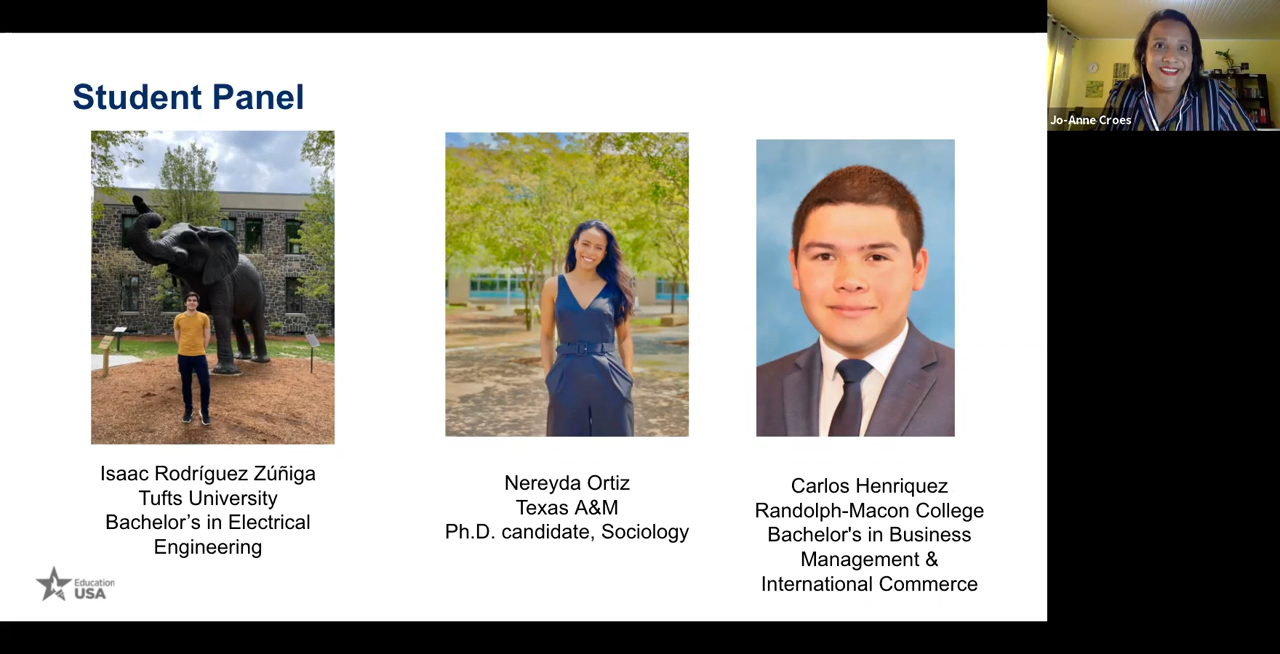 Student Panel
Jo-Anne Croes
Isaac Rodríguez Zúñiga
Tufts University
Bachelor’s in Electrical
Engineering
Nereyda Ortiz
Texas A&M
Ph.D. candidate, Sociology
Carlos Henriquez
Randolph-Macon College
Bachelor's in Business
Management &
International Commerce
Education
USA